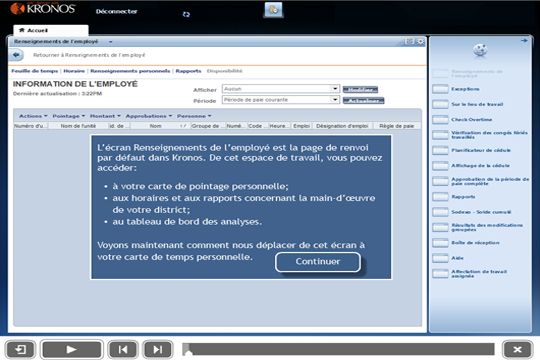 KRONOS
Déconnecter
Accueil
Renseignements de l'employé
Retourner à Renseignements de l'employé
Feuille de temps | Horaire | Renseignements personnels | Rapports Disponibilité
INFORMATION DE L'EMPLOYÉ
Dernière actualisation : 3:22PM
Afficher Aucun Modifier
Période Période de paie courante Actualiser
Actions Pointage Montant Approbations Personne
Numéro d'u... Nom de l'unité Id. de ... Nom Groupe de ... Numé... Code ... Heure... Emploi Désignation d'emploi Règle de paie
L'écran Renseignements de l'employé est la page de renvoi
par défaut dans Kronos. De cet espace de travail, vous pouvez
accéder:
• à votre carte de pointage personnelle;
• aux horaires et aux rapports concernant la main-d'œuvre
de votre district;
• au tableau de bord des analyses.
Voyons maintenant comment nous déplacer de cet écran à
votre carte de temps personnelle.
Continuer
Renseignements de
l'employé
Exceptions
Sur le lieu de travail
Check-Overtime
Vérification des congés fériés
travaillés
Planificateur de cédule
Affichage de la cédule
Approbation de la période de
paie complète
Rapports
Sodeau - Solde cumulé
Résultats des modifications
groupées
Boîte de réception
Aide
Affectation de travail
assignée